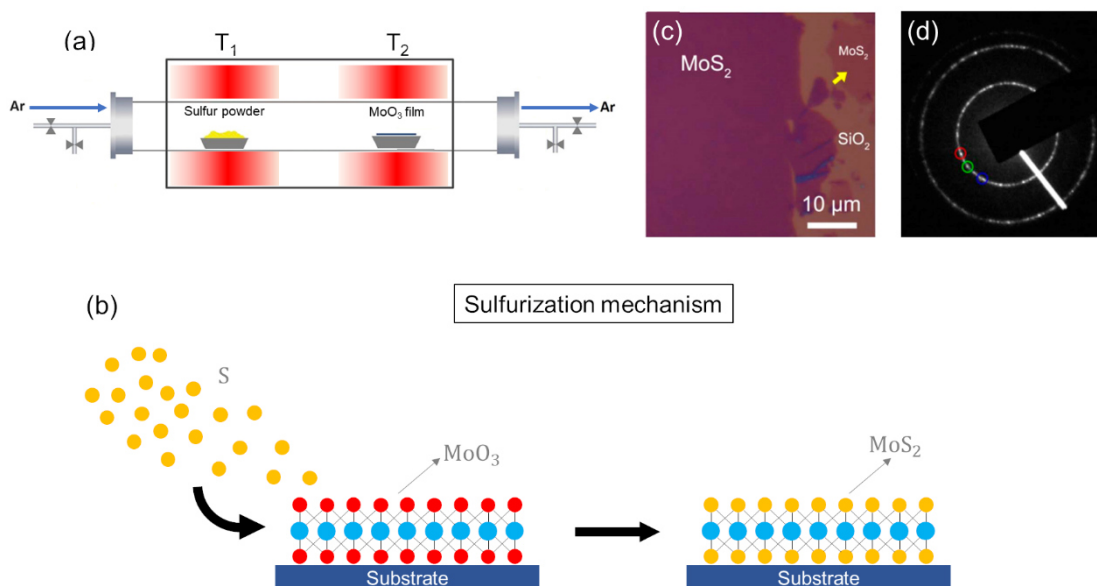 (a)
T₁
T₂
Ar
Sulfur powder
MoO₃ film
Ar
(c)
MoS₂
MoS₂
SiO₂
10 μm
(d)
(b)
Sulfurization mechanism
S
MoO₃
MoS₂
Substrate
Substrate